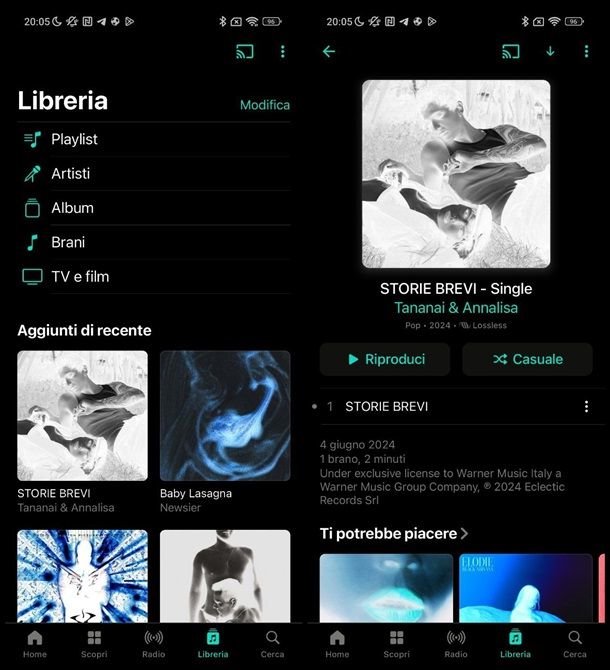 20:05
96
Libreria
Modifica
Playlist
Artisti
Album
Brani
TV e film
Aggiunti di recente
STORIE BREVI
Tananai & Annalisa
Baby Lasagna
Newsier
Home
Scopri
Radio
Libreria
Cerca
20:05
96
STORIE BREVI - Single
Tananai & Annalisa
Pop • 2024 • Lossless
Riproduci
Casuale
1 STORIE BREVI
4 giugno 2024
1 brano, 2 minuti
Under exclusive license to Warner Music Italy a
Warner Music Group Company, ℗ 2024 Eclectic
Records Srl
Ti potrebbe piacere
ELODIE
Home
Scopri
Radio
Libreria
Cerca